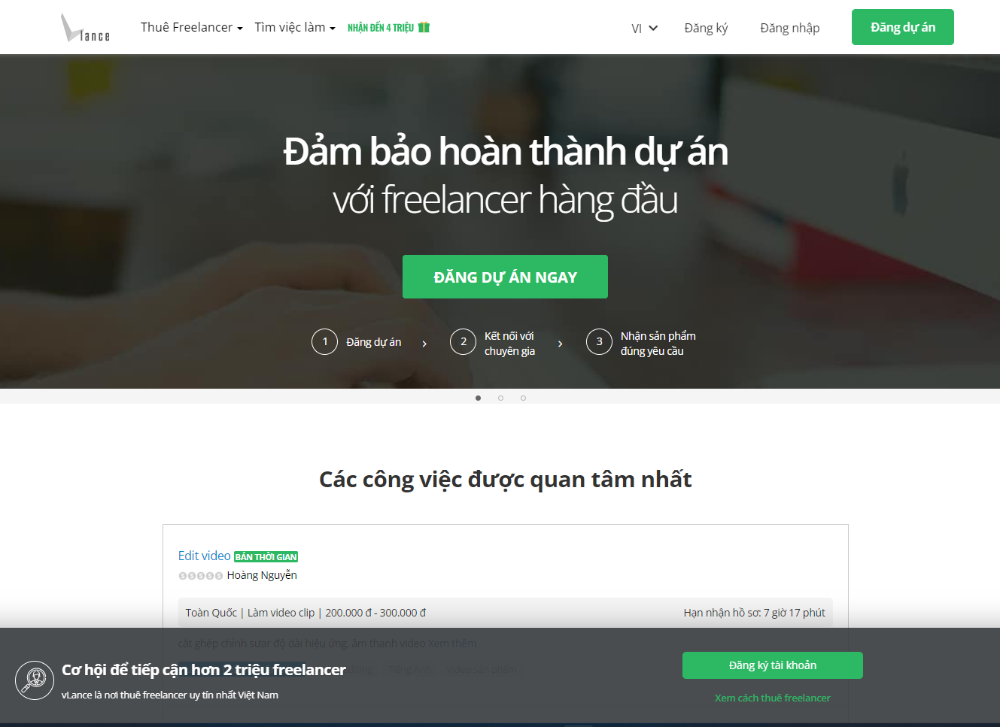 Vlance
Thuê Freelancer
Tìm việc làm
NHẬN ĐẾN 4 TRIỆU
VI
Đăng ký
Đăng nhập
Đăng dự án
Đảm bảo hoàn thành dự án
với freelancer hàng đầu
ĐĂNG DỰ ÁN NGAY
1
Đăng dự án
2
Kết nối với
chuyên gia
3
Nhận sản phẩm
đúng yêu cầu
Các công việc được quan tâm nhất
Edit video BÁN THỜI GIAN
Hoàng Nguyễn
Toàn Quốc | Làm video clip | 200.000 đ - 300.000 đ
Hạn nhận hồ sơ: 7 giờ 17 phút
cắt ghép chỉnh sửar độ dài hiệu ứng, âm thanh video Xem thêm
Tiếng Anh
Video sản phẩm
Cơ hội để tiếp cận hơn 2 triệu freelancer
vLance là nơi thuê freelancer uy tín nhất Việt Nam
Đăng ký tài khoản
Xem cách thuê freelancer